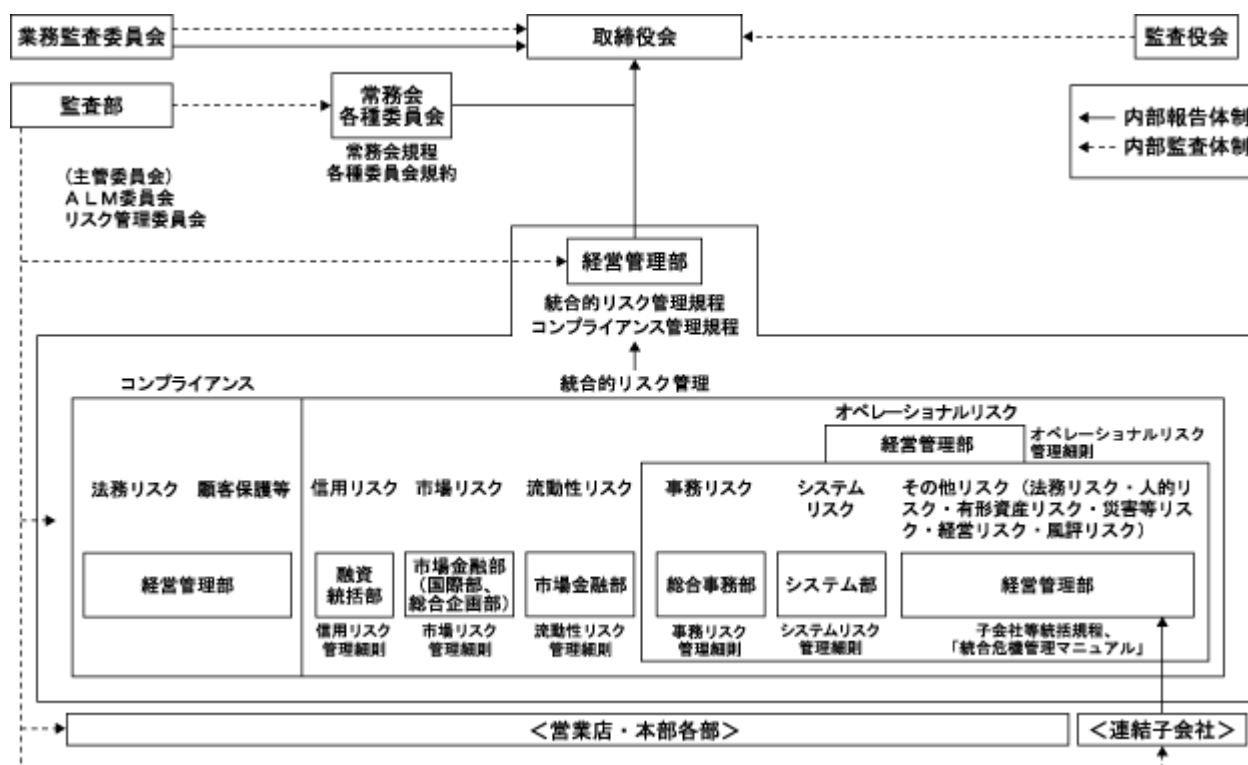 業務監査委員会
取締役会
監査役会
監査部
常務会
各種委員会
常務会規程
各種委員会規約
内部報告体制
内部監査体制
(主管委員会)
ALM委員会
リスク管理委員会
経営管理部
統合的リスク管理規程
コンプライアンス管理規程
コンプライアンス
統合的リスク管理
オペレーショナルリスク
経営管理部
オペレーショナルリスク
管理細則
法務リスク
顧客保護等
信用リスク
市場リスク
流動性リスク
事務リスク
システム
リスク
その他リスク(法務リスク・人的リ
スク・有形資産リスク・災害等リス
ク・経営リスク・風評リスク)
経営管理部
融資
統括部
市場金融部
(国際部、
総合企画部)
市場金融部
総合事務部
システム部
経営管理部
信用リスク
管理細則
市場リスク
管理細則
流動性リスク
管理細則
事務リスク
管理細則
システムリスク
管理細則
子会社等統括規程、
「統合危機管理マニュアル」
<営業店・本部各部>
<連結子会社>